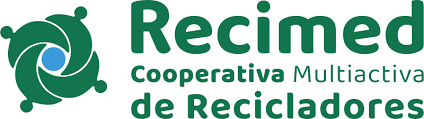 Recimed
Cooperativa Multiactiva
de Recicladores